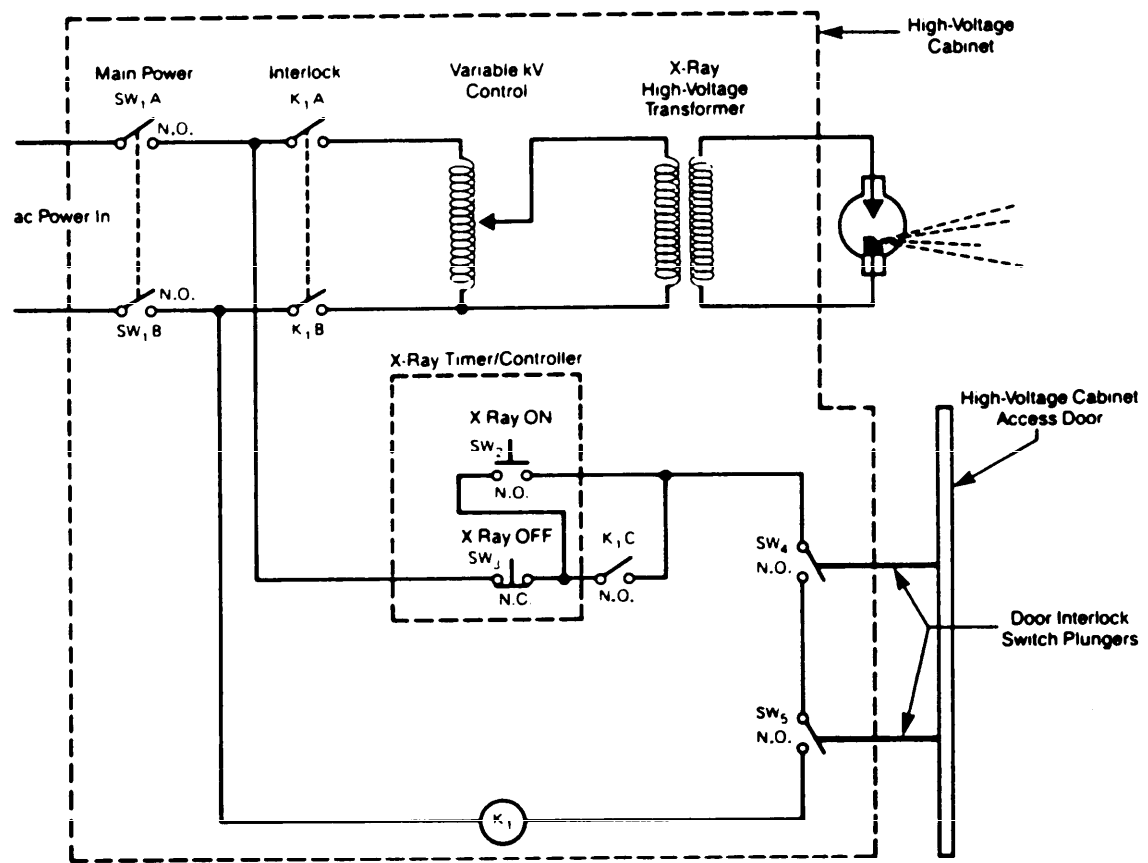 High-Voltage
Cabinet
Main Power
SW₁A
N.O.
Interlock
K₁A
Variable kV
Control
X-Ray
High-Voltage
Transformer
ac Power In
N.O.
SW₁B
K₁B
X-Ray Timer/Controller
X Ray ON
SW₂
N.O.
X Ray OFF
SW₃
N.C.
K₁C
N.O.
High-Voltage Cabinet
Access Door
SW₄
N.O.
Door Interlock
Switch Plungers
SW₅
N.O.
K₁